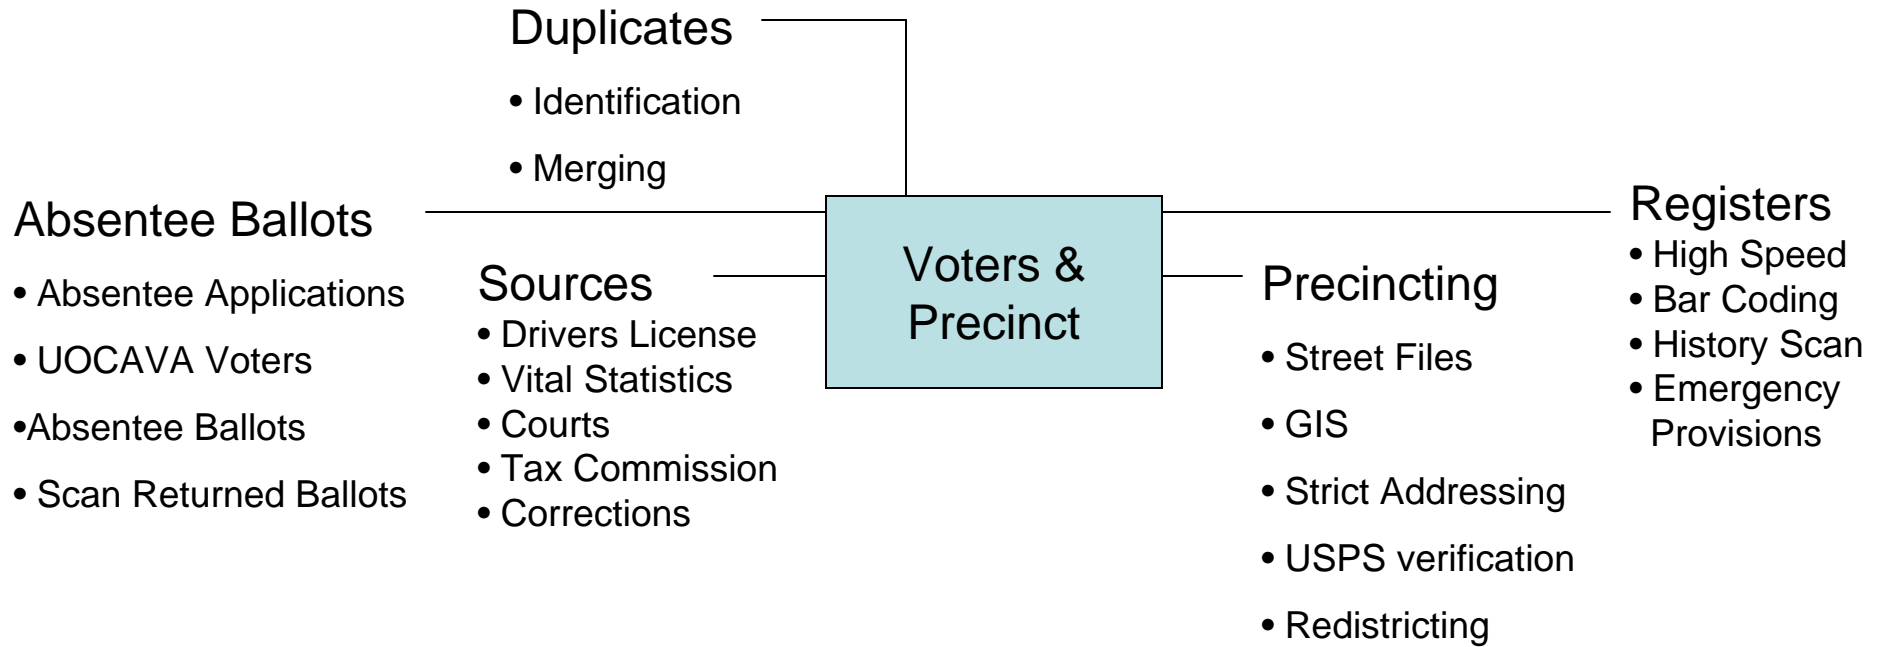 Duplicates
• Identification
• Merging
Absentee Ballots
• Absentee Applications
• UOCAVA Voters
•Absentee Ballots
• Scan Returned Ballots
Sources
• Drivers License
• Vital Statistics
• Courts
• Tax Commission
• Corrections
Voters &
Precinct
Precincting
• Street Files
• GIS
• Strict Addressing
• USPS verification
• Redistricting
Registers
• High Speed
• Bar Coding
• History Scan
• Emergency
Provisions